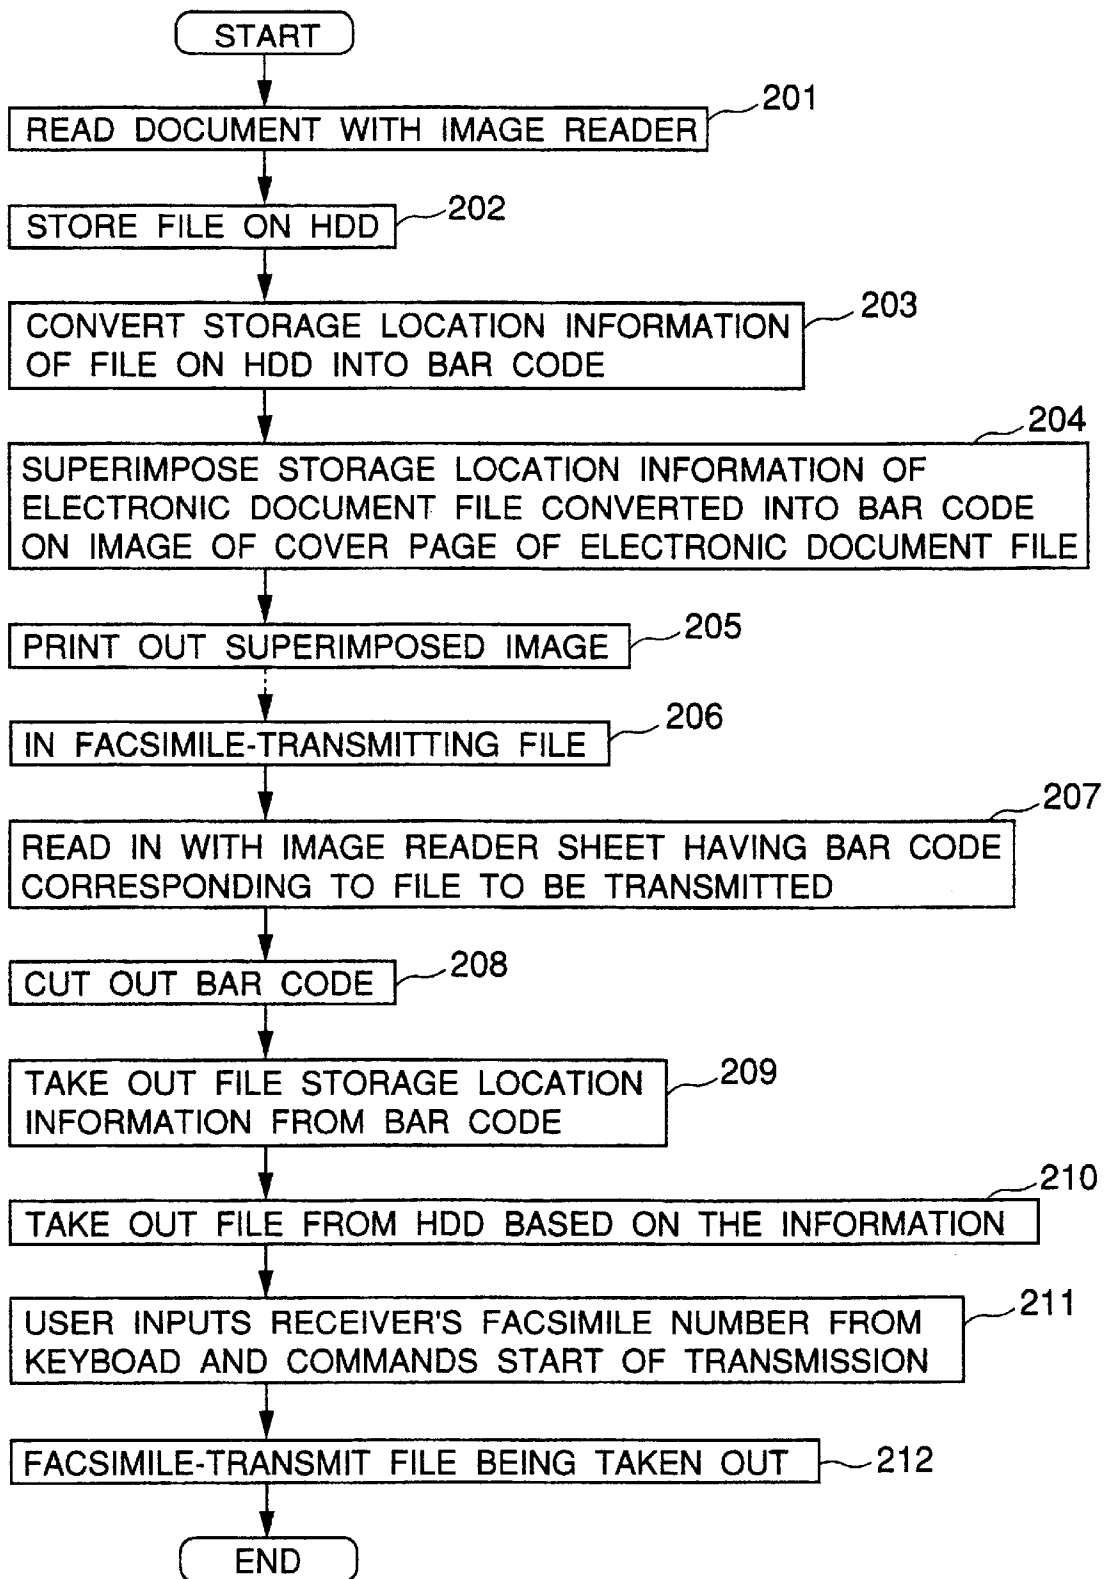 START
201
READ DOCUMENT WITH IMAGE READER
202
STORE FILE ON HDD
203
CONVERT STORAGE LOCATION INFORMATION
OF FILE ON HDD INTO BAR CODE
204
SUPERIMPOSE STORAGE LOCATION INFORMATION OF
ELECTRONIC DOCUMENT FILE CONVERTED INTO BAR CODE
ON IMAGE OF COVER PAGE OF ELECTRONIC DOCUMENT FILE
205
PRINT OUT SUPERIMPOSED IMAGE
206
IN FACSIMILE-TRANSMITTING FILE
207
READ IN WITH IMAGE READER SHEET HAVING BAR CODE
CORRESPONDING TO FILE TO BE TRANSMITTED
208
CUT OUT BAR CODE
209
TAKE OUT FILE STORAGE LOCATION
INFORMATION FROM BAR CODE
210
TAKE OUT FILE FROM HDD BASED ON THE INFORMATION
211
USER INPUTS RECEIVER'S FACSIMILE NUMBER FROM
KEYBOAD AND COMMANDS START OF TRANSMISSION
212
FACSIMILE-TRANSMIT FILE BEING TAKEN OUT
END